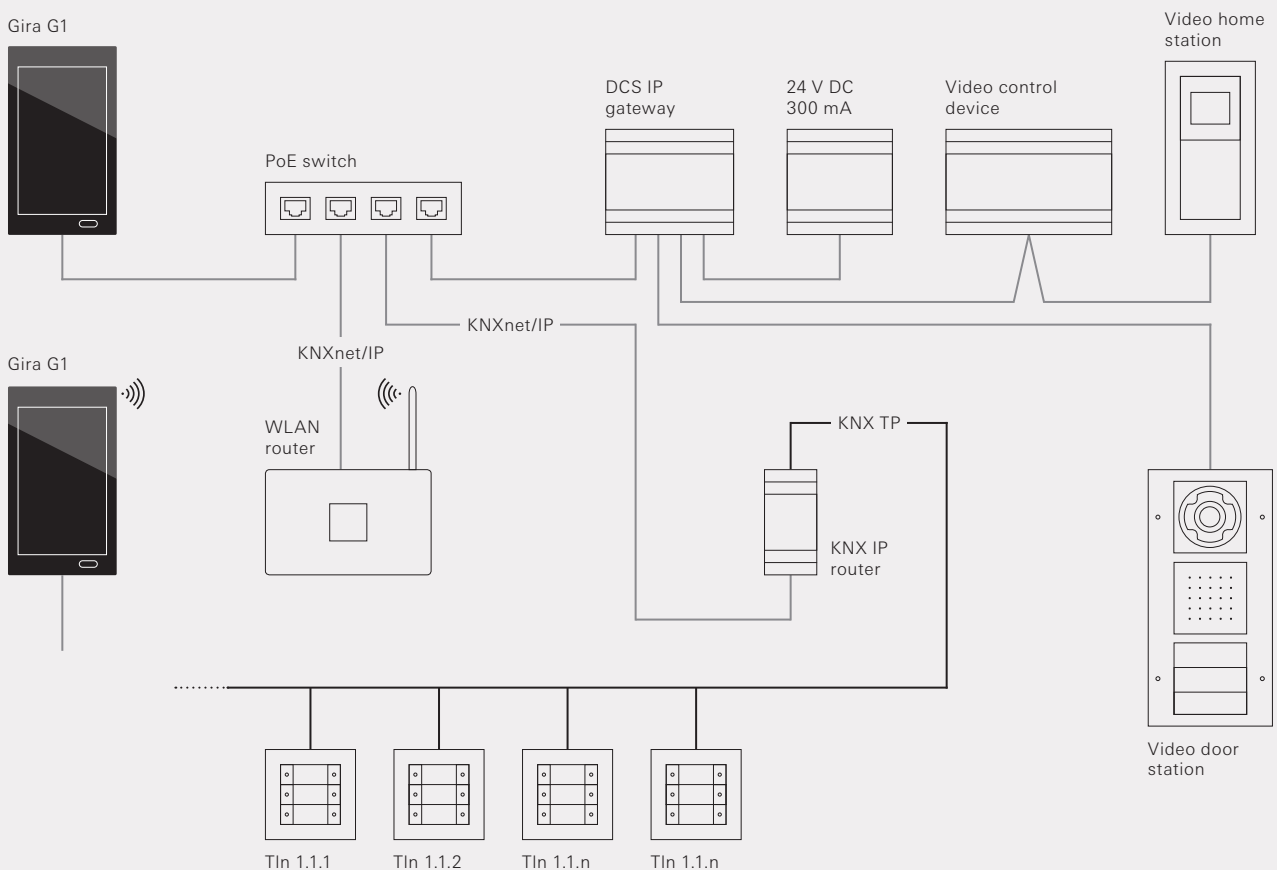 Gira G1
Video home
station
DCS IP
gateway
24 V DC
300 mA
Video control
device
PoE switch
KNXnet/IP
KNXnet/IP
Gira G1
WLAN
router
KNX TP
KNX IP
router
Video door
station
Tln 1.1.1
Tln 1.1.2
Tln 1.1.n
Tln 1.1.n